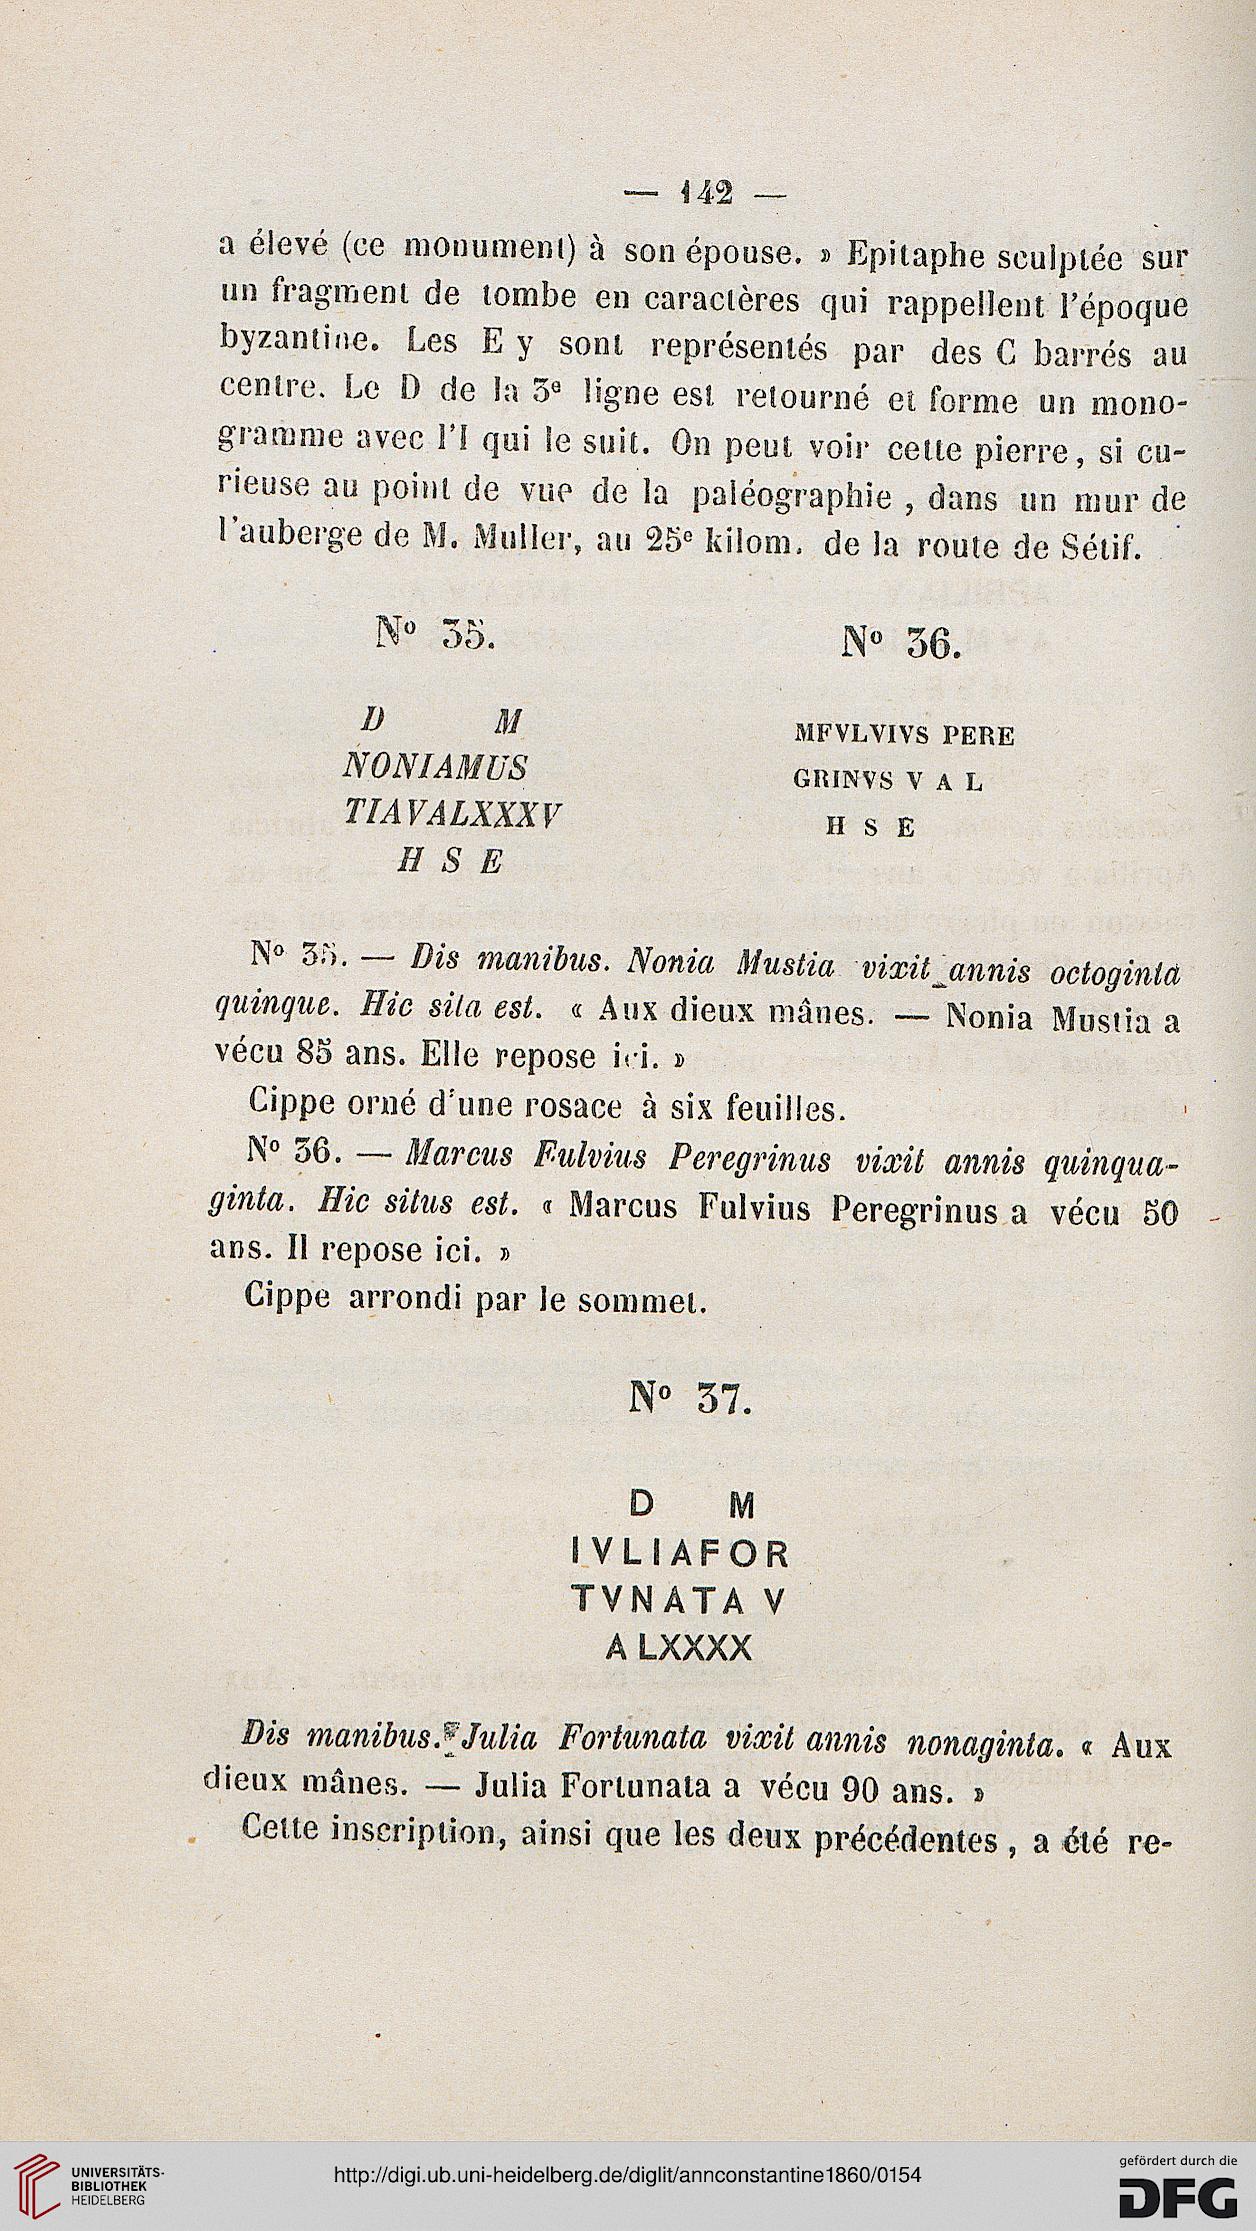 — 142 —
a élevé (ce monument) à son épouse. » Epitaphe sculptée sur
un fragment de tombe en caractères qui rappellent l'époque
byzantine. Les E y sont représentés par des C barrés au
centre. Le D de la 3e ligne est retourné et forme un mono-
gramme avec l'I qui le suit. On peut voir cette pierre, si cu-
rieuse au point de vue de la paléographie , dans un mur de
l'auberge de M. Muller, au 25e kilom. de la route de Sétif.
No 35.
D M
NONIAMUS
TIAVALXXXV
H S E
No 36.
MFVLVIVS PERE
GRINVS V A L
H S E
No 35. — Dis manibus. Nonia Mustia vixit annis octoginta
quinque. Hic sita est. « Aux dieux mânes. — Nonia Mustia a
vécu 85 ans. Elle repose ici. »
Cippe orné d'une rosace à six feuilles.
No 36. — Marcus Fulvius Peregrinus vixit annis quinqua-
ginta. Hic situs est. « Marcus Fulvius Peregrinus a vécu 50
ans. Il repose ici. »
Cippe arrondi par le sommet.
No 37.
D M
IVLIAFOR
TVNATA V
A LXXXX
Dis manibus. Julia Fortunata vixit annis nonaginta. « Aux
dieux mânes. — Julia Fortunata a vécu 90 ans. »
Cette inscription, ainsi que les deux précédentes , a été re-
UNIVERSITÄTS-
BIBLIOTHEK
HEIDELBERG
http://digi.ub.uni-heidelberg.de/diglit/annconstantine1860/0154
gefördert durch die
DFG